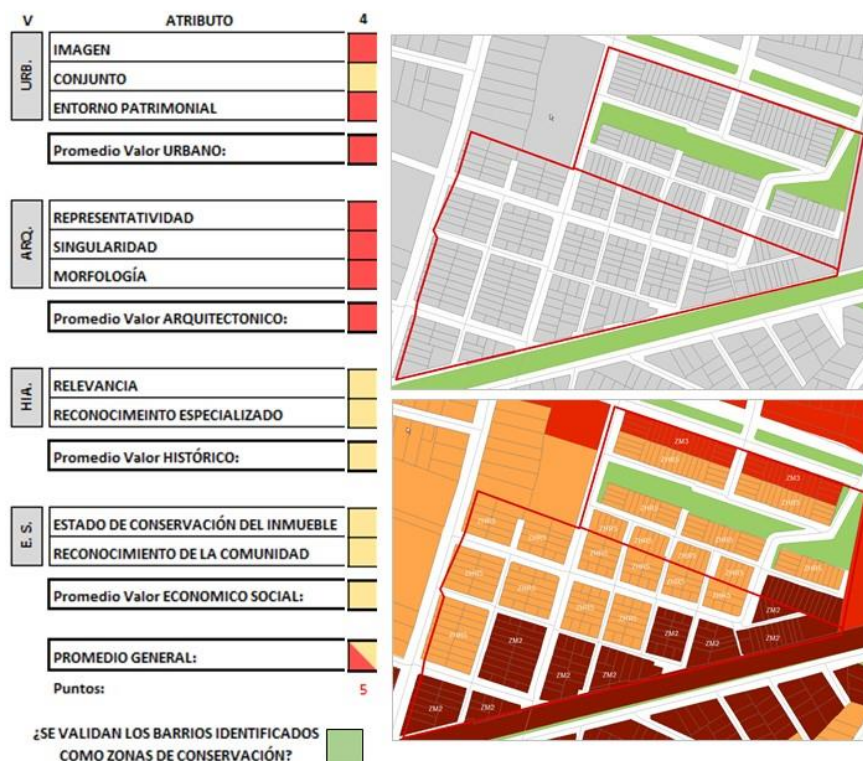 V ATRIBUTO 4
URB.
IMAGEN
CONJUNTO
ENTORNO PATRIMONIAL
Promedio Valor URBANO:
ARQ.
REPRESENTATIVIDAD
SINGULARIDAD
MORFOLOGÍA
Promedio Valor ARQUITECTONICO:
HIA.
RELEVANCIA
RECONOCIMEINTO ESPECIALIZADO
Promedio Valor HISTÓRICO:
E. S.
ESTADO DE CONSERVACIÓN DEL INMUEBLE
RECONOCIMIENTO DE LA COMUNIDAD
Promedio Valor ECONOMICO SOCIAL:
PROMEDIO GENERAL:
Puntos: 5
¿SE VALIDAN LOS BARRIOS IDENTIFICADOS
COMO ZONAS DE CONSERVACIÓN?
ZM3
ZM3
ZM2
ZM2
ZM2
ZM2
ZM2
ZM2
ZM2
ZM2
ZM2